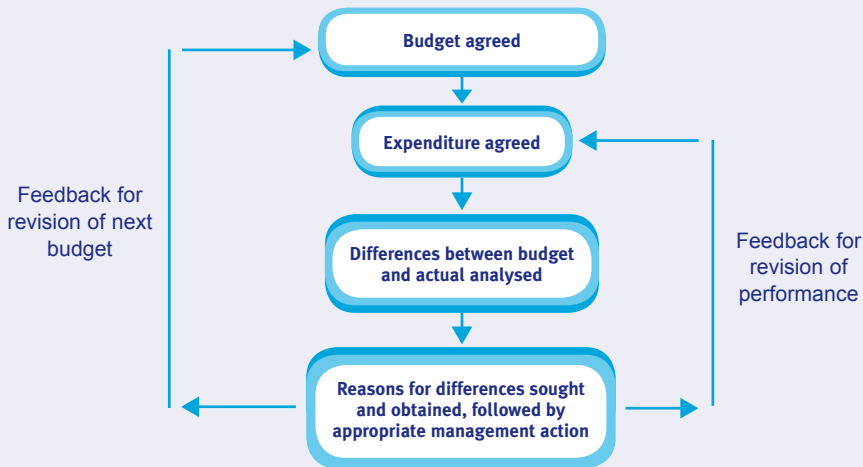 Budget agreed
Expenditure agreed
Feedback for
revision of next
budget
Differences between budget
and actual analysed
Feedback for
revision of
performance
Reasons for differences sought
and obtained, followed by
appropriate management action